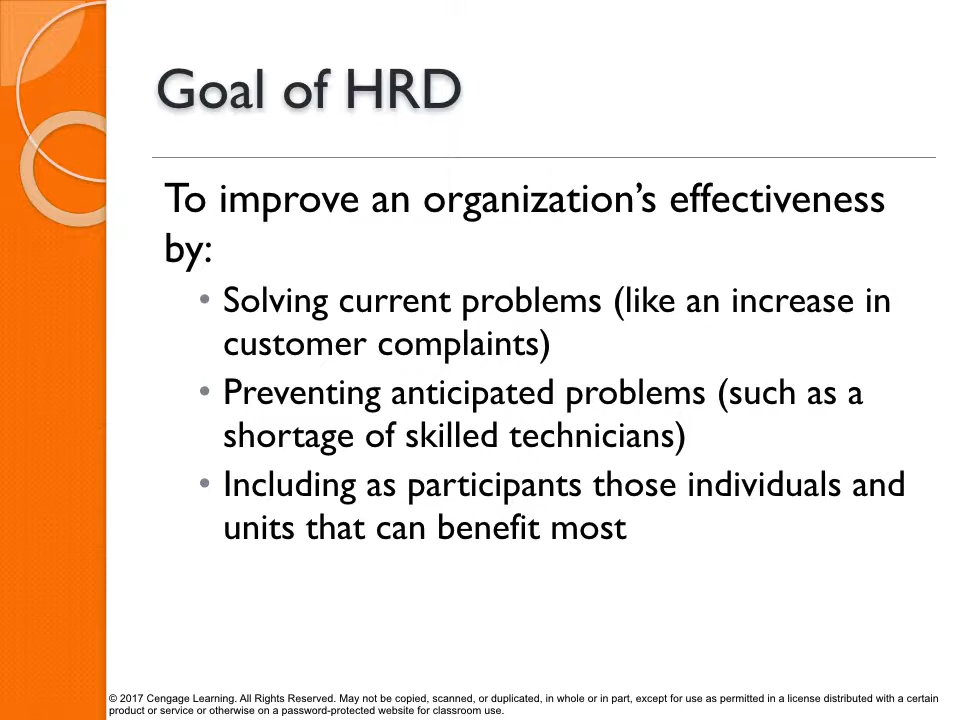 Goal of HRD
To improve an organization’s effectiveness
by:
• Solving current problems (like an increase in
customer complaints)
• Preventing anticipated problems (such as a
shortage of skilled technicians)
• Including as participants those individuals and
units that can benefit most
© 2017 Cengage Learning. All Rights Reserved. May not be copied, scanned, or duplicated, in whole or in part, except for use as permitted in a license distributed with a certain
product or service or otherwise on a password-protected website for classroom use.